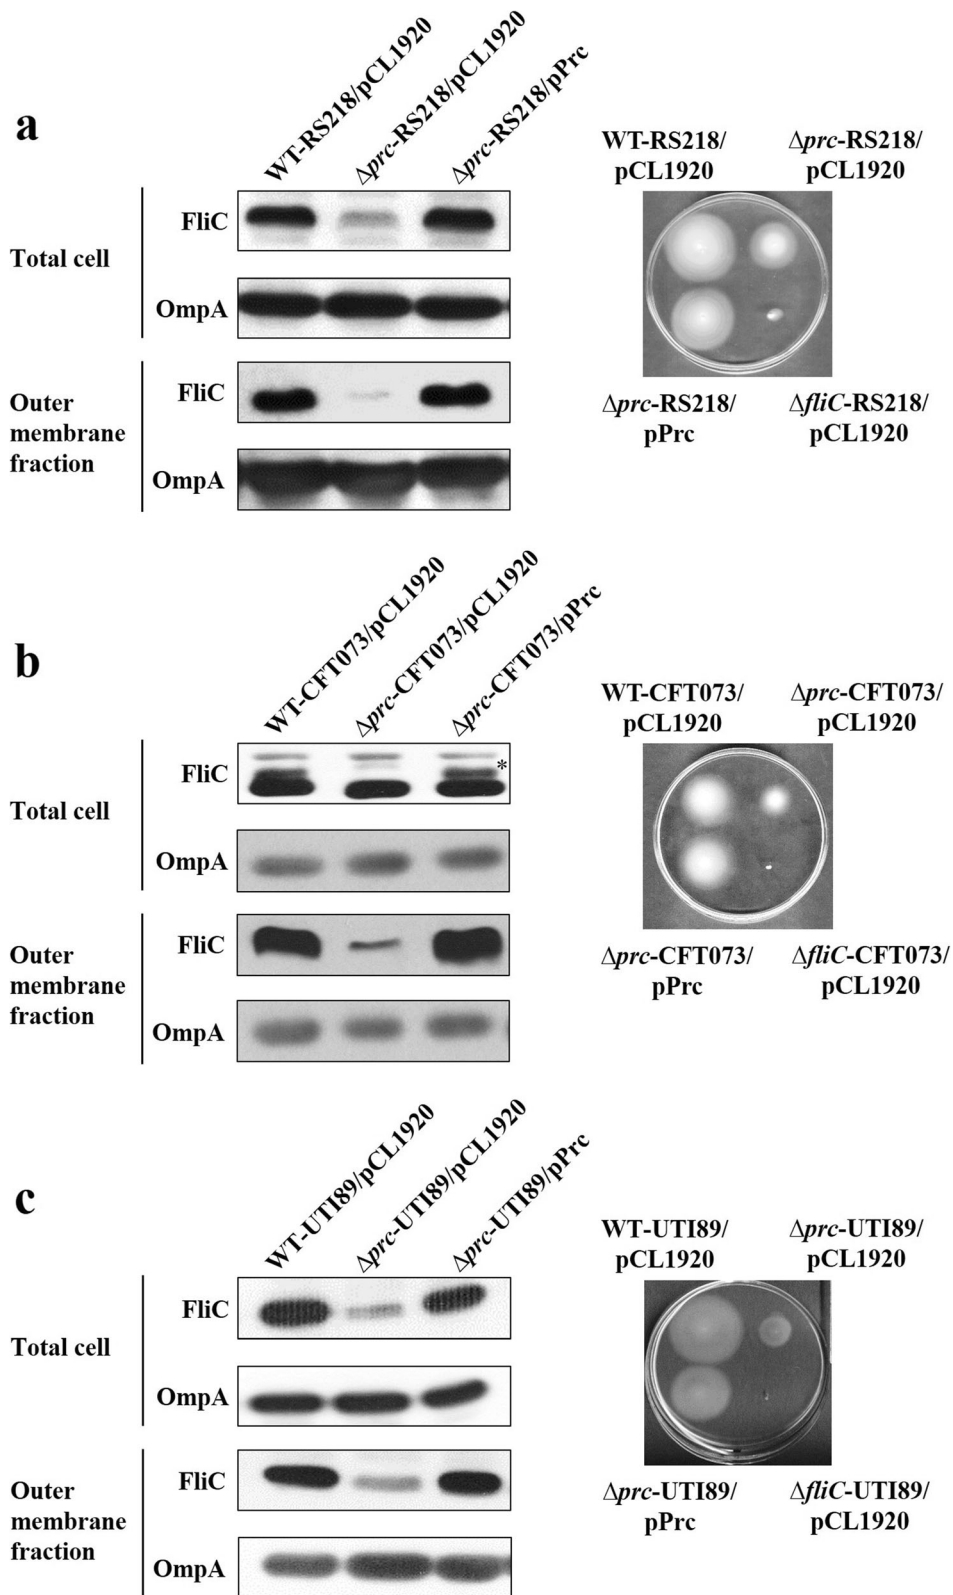 a
WT-RS218/pCL1920
Δprc-RS218/pCL1920
Δprc-RS218/pPrc
Total cell
FliC
OmpA
Outer
membrane
fraction
FliC
OmpA
WT-RS218/
pCL1920
Δprc-RS218/
pCL1920
Δprc-RS218/
pPrc
ΔfliC-RS218/
pCL1920
b
WT-CFT073/pCL1920
Δprc-CFT073/pCL1920
Δprc-CFT073/pPrc
Total cell
FliC
*
OmpA
Outer
membrane
fraction
FliC
OmpA
WT-CFT073/
pCL1920
Δprc-CFT073/
pCL1920
Δprc-CFT073/
pPrc
ΔfliC-CFT073/
pCL1920
c
WT-UTI89/pCL1920
Δprc-UTI89/pCL1920
Δprc-UTI89/pPrc
Total cell
FliC
OmpA
Outer
membrane
fraction
FliC
OmpA
WT-UTI89/
pCL1920
Δprc-UTI89/
pCL1920
Δprc-UTI89/
pPrc
ΔfliC-UTI89/
pCL1920